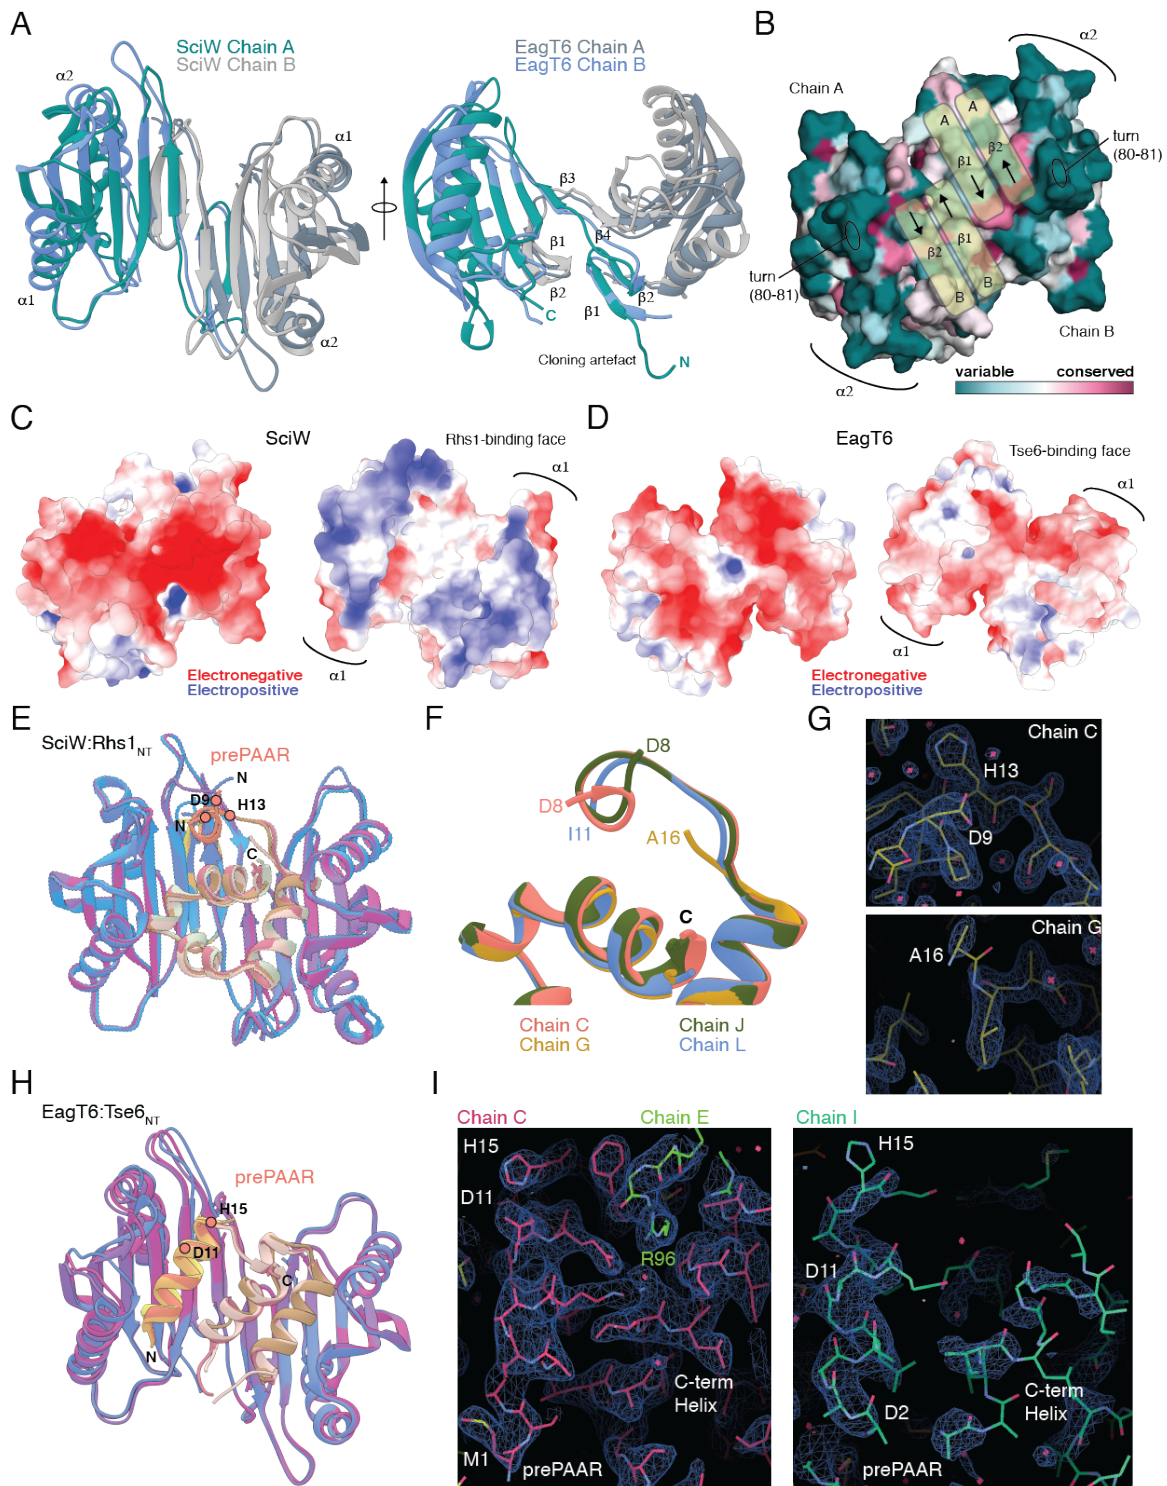 A
SciW Chain A
SciW Chain B
EagT6 Chain A
EagT6 Chain B
α2
α1
α1
α2
β3
β4
β1
β2
β1
β2
C
N
Cloning artefact
B
α2
Chain A
A
A
β1
β2
turn
(80-81)
β2
β1
B
B
turn
(80-81)
Chain B
α2
variable conserved
C
SciW
Rhs1-binding face
α1
α1
Electronegative
Electropositive
D
EagT6
Tse6-binding face
α1
α1
Electronegative
Electropositive
E
SciW:Rhs1NT
prePAAR
N
D9
H13
N
C
F
D8
D8
I11
A16
C
Chain C
Chain G
Chain J
Chain L
G
Chain C
H13
D9
Chain G
A16
H
EagT6:Tse6NT
prePAAR
H15
D11
C
N
I
Chain C
Chain E
Chain I
H15
D11
R96
C-term
Helix
M1
prePAAR
H15
D11
D2
C-term
Helix
prePAAR